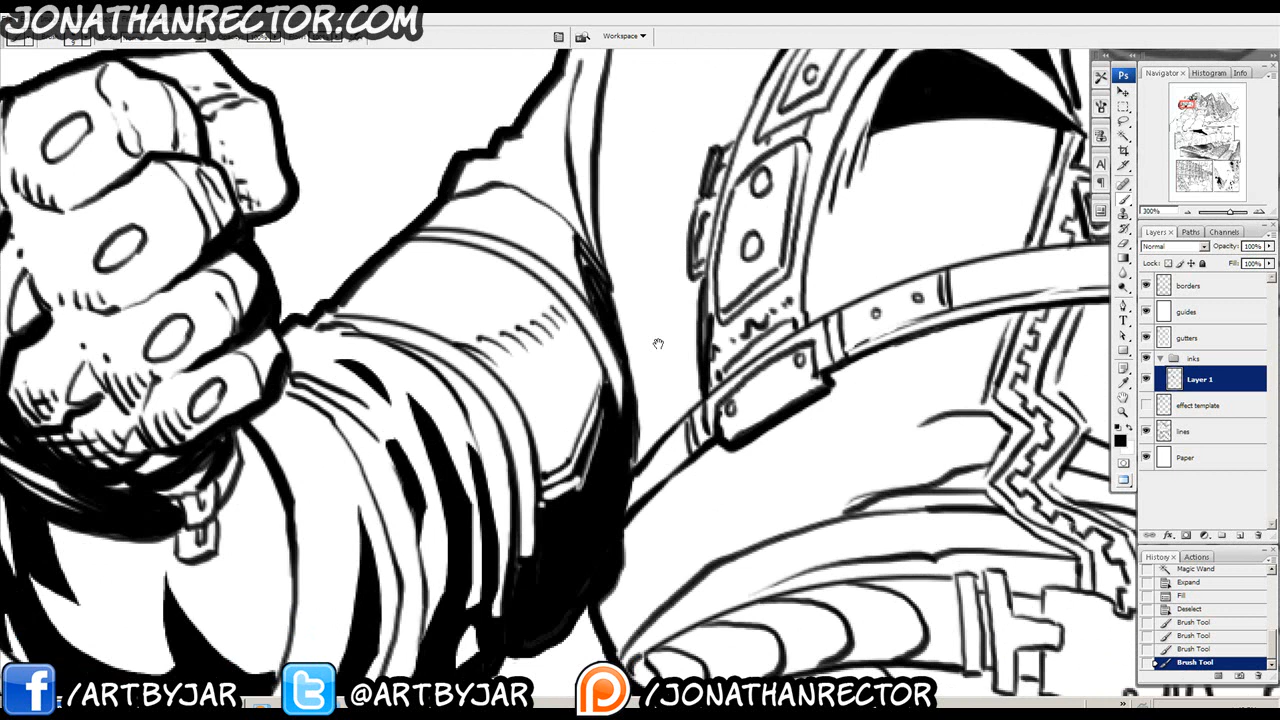 JONATHANRECTOR.COM
Workspace
Ps
Navigator × Histogram Info
300%
Layers × Paths Channels
Normal Opacity: 100%
Lock: Fill: 100%
borders
guides
gutters
inks
Layer 1
effect template
lines
Paper
History × Actions
Magic Wand
Expand
Fill
Deselect
Brush Tool
Brush Tool
Brush Tool
Brush Tool
/ARTBYJAR @ARTBYJAR /JONATHANRECTOR